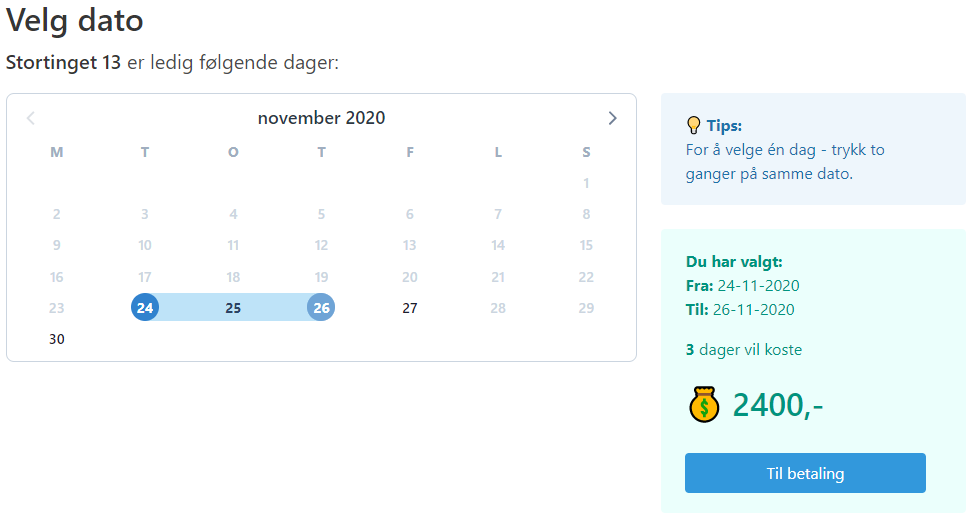 Velg dato
Stortinget 13 er ledig følgende dager:
november 2020
M T O T F L S
1
2 3 4 5 6 7 8
9 10 11 12 13 14 15
16 17 18 19 20 21 22
23 24 25 26 27 28 29
30
Tips:
For å velge én dag - trykk to
ganger på samme dato.
Du har valgt:
Fra: 24-11-2020
Til: 26-11-2020
3 dager vil koste
2400,-
Til betaling